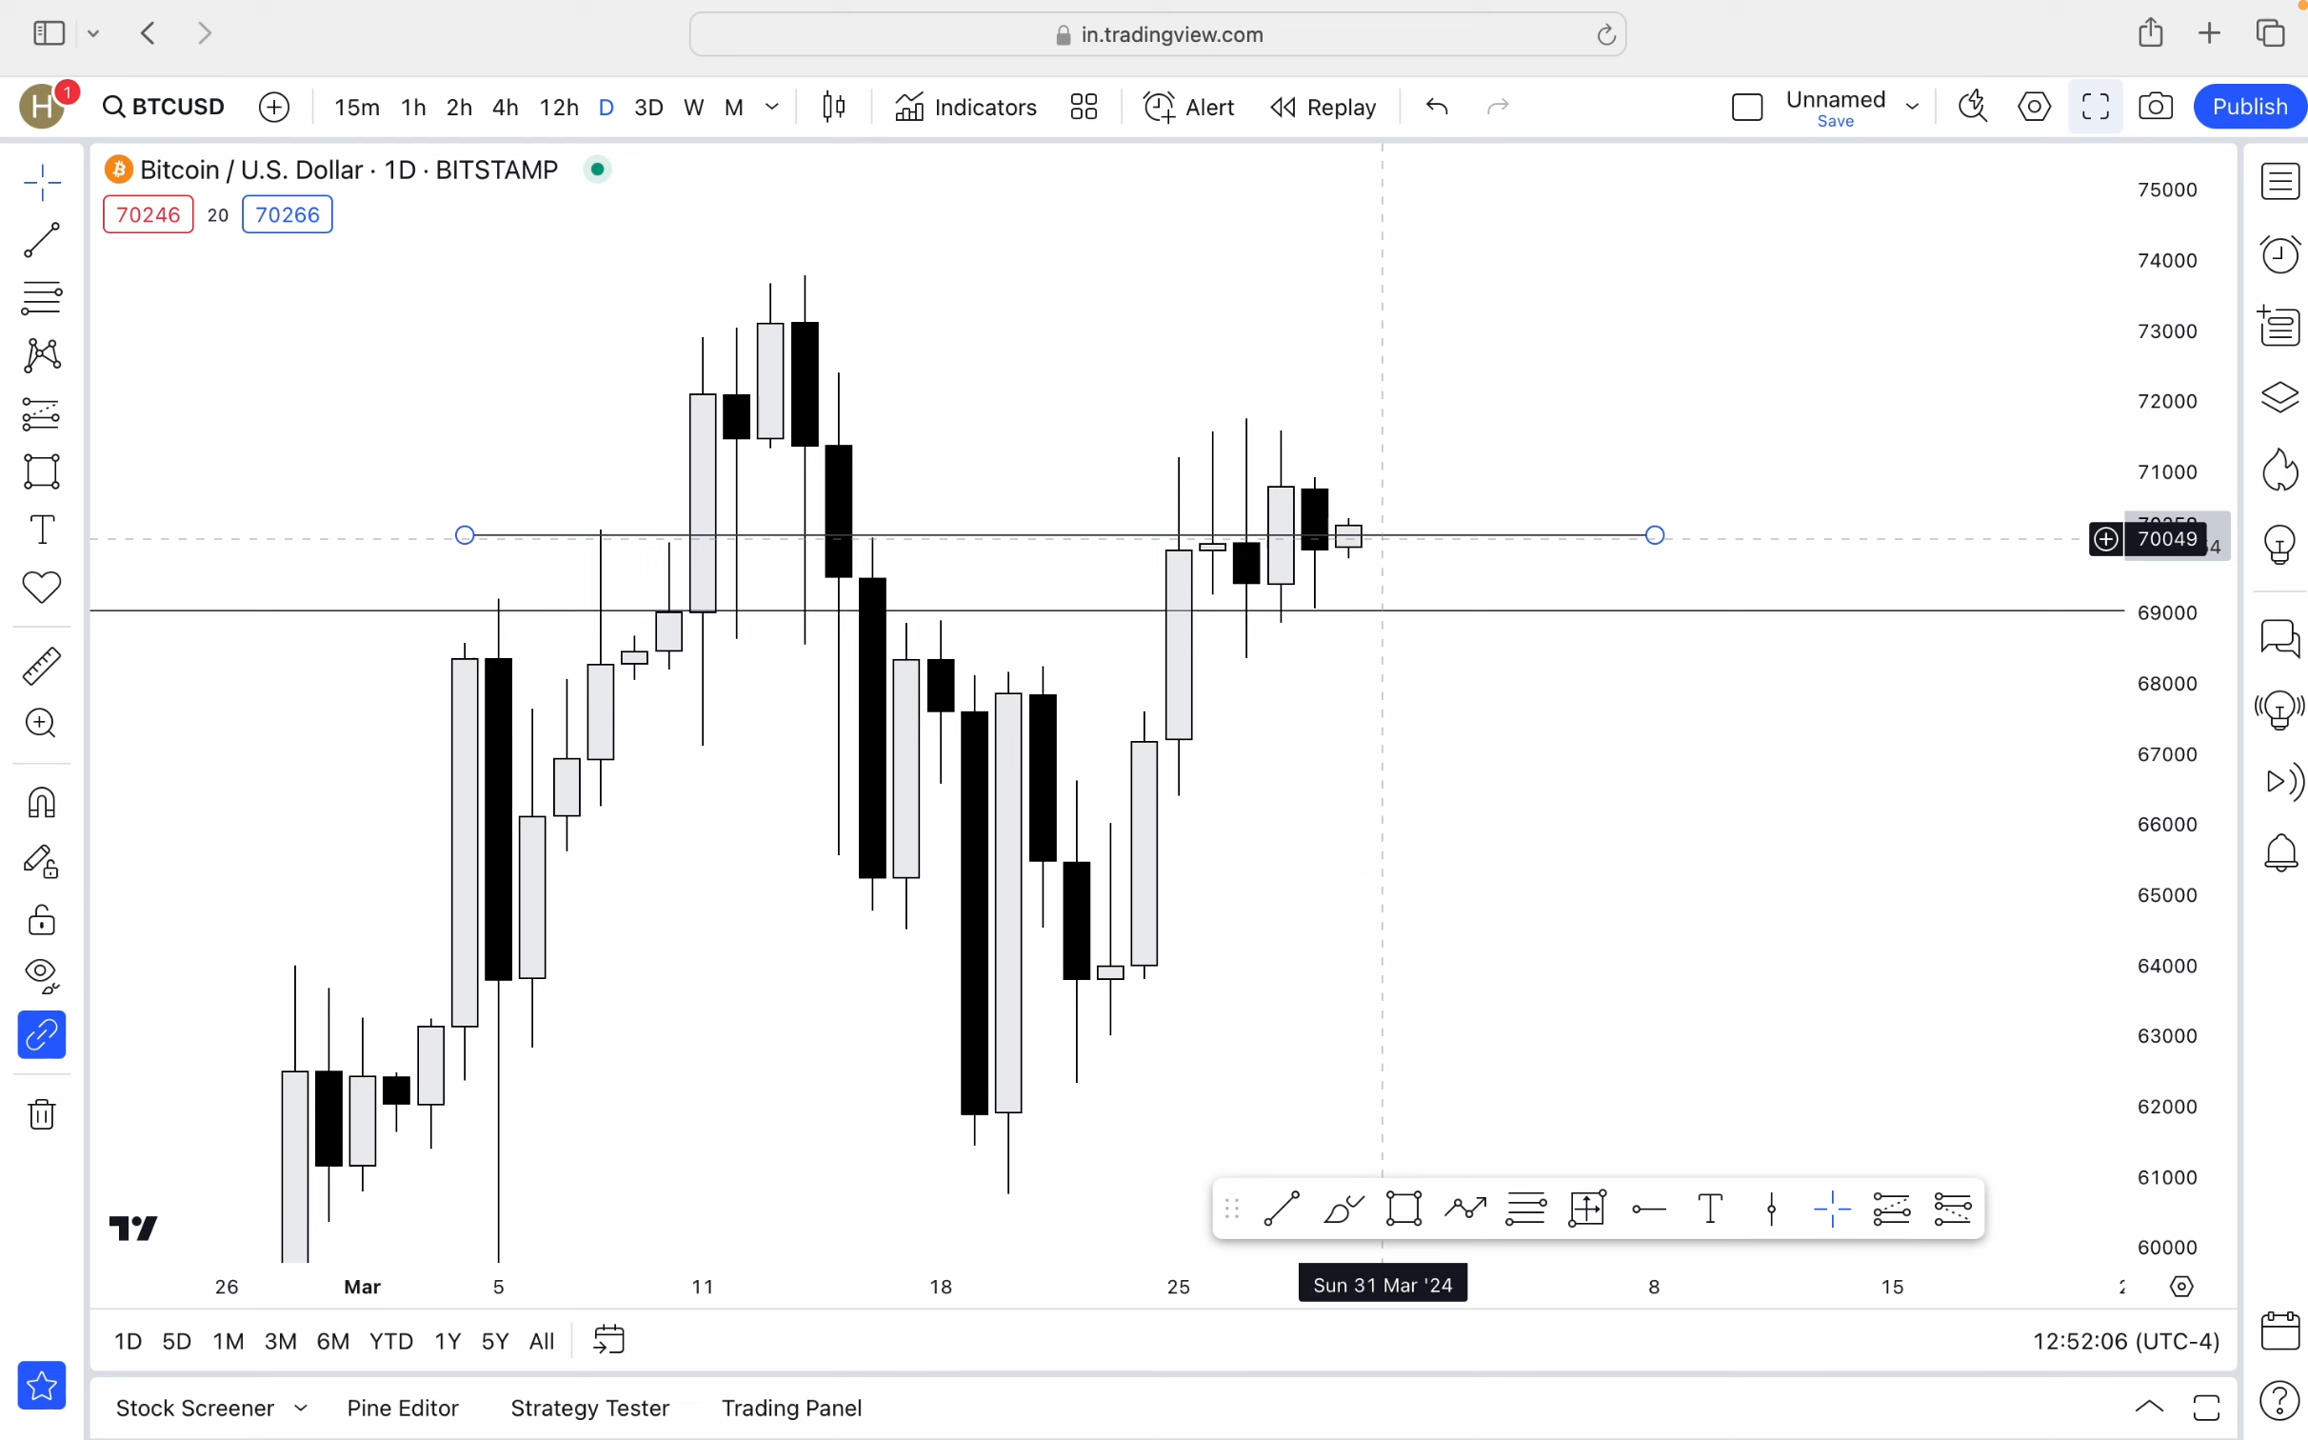 in.tradingview.com
H 1 BTCUSD 15m 1h 2h 4h 12h D 3D W M Indicators Alert Replay Unnamed Save Publish
Bitcoin / U.S. Dollar · 1D · BITSTAMP
70246 20 70266
75000
74000
73000
72000
71000
70049
69000
68000
67000
66000
65000
64000
63000
62000
61000
60000
26 Mar 5 11 18 25 Sun 31 Mar '24 8 15
1D 5D 1M 3M 6M YTD 1Y 5Y All 12:52:06 (UTC-4)
Stock Screener Pine Editor Strategy Tester Trading Panel